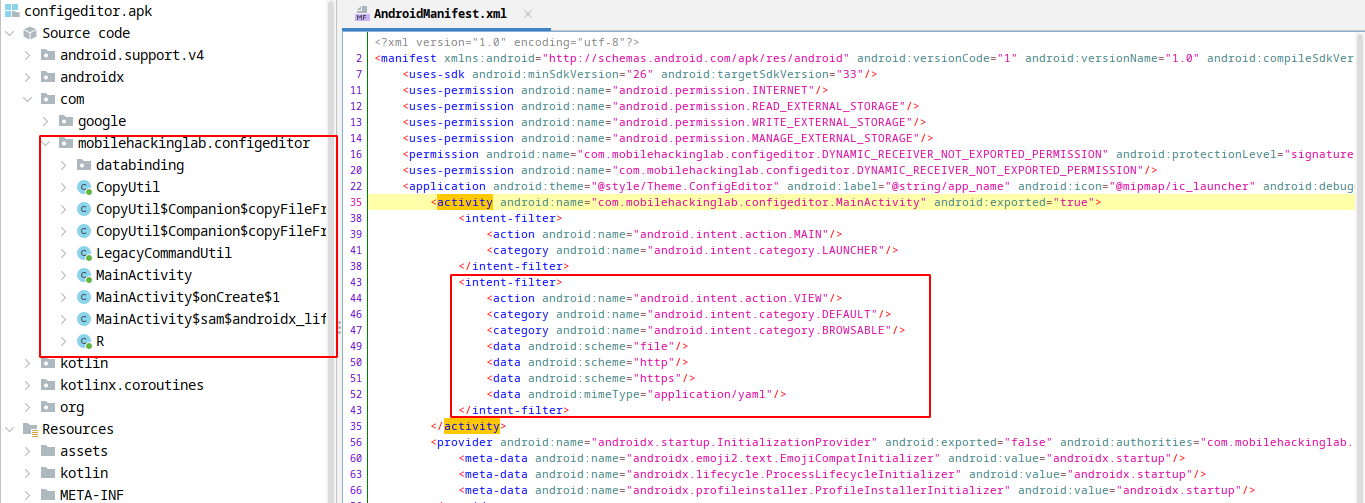 configeditor.apk
Source code
android.support.v4
androidx
com
google
mobilehackinglab.configeditor
databinding
CopyUtil
CopyUtil$Companion$copyFileFr
CopyUtil$Companion$copyFileFr
LegacyCommandUtil
MainActivity
MainActivity$onCreate$1
MainActivity$sam$androidx_lif
R
kotlin
kotlinx.coroutines
org
Resources
assets
kotlin
META-INF
MF AndroidManifest.xml
<?xml version="1.0" encoding="utf-8"?>
2 <manifest xmlns:android="http://schemas.android.com/apk/res/android" android:versionCode="1" android:versionName="1.0" android:compileSdkVer
7 <uses-sdk android:minSdkVersion="26" android:targetSdkVersion="33"/>
11 <uses-permission android:name="android.permission.INTERNET"/>
12 <uses-permission android:name="android.permission.READ_EXTERNAL_STORAGE"/>
13 <uses-permission android:name="android.permission.WRITE_EXTERNAL_STORAGE"/>
14 <uses-permission android:name="android.permission.MANAGE_EXTERNAL_STORAGE"/>
16 <permission android:name="com.mobilehackinglab.configeditor.DYNAMIC_RECEIVER_NOT_EXPORTED_PERMISSION" android:protectionLevel="signature
20 <uses-permission android:name="com.mobilehackinglab.configeditor.DYNAMIC_RECEIVER_NOT_EXPORTED_PERMISSION"/>
22 <application android:theme="@style/Theme.ConfigEditor" android:label="@string/app_name" android:icon="@mipmap/ic_launcher" android:debug
35 <activity android:name="com.mobilehackinglab.configeditor.MainActivity" android:exported="true">
38 <intent-filter>
39 <action android:name="android.intent.action.MAIN"/>
41 <category android:name="android.intent.category.LAUNCHER"/>
38 </intent-filter>
43 <intent-filter>
44 <action android:name="android.intent.action.VIEW"/>
46 <category android:name="android.intent.category.DEFAULT"/>
47 <category android:name="android.intent.category.BROWSABLE"/>
49 <data android:scheme="file"/>
50 <data android:scheme="http"/>
51 <data android:scheme="https"/>
52 <data android:mimeType="application/yaml"/>
43 </intent-filter>
35 </activity>
56 <provider android:name="androidx.startup.InitializationProvider" android:exported="false" android:authorities="com.mobilehackinglab.
60 <meta-data android:name="androidx.emoji2.text.EmojiCompatInitializer" android:value="androidx.startup"/>
63 <meta-data android:name="androidx.lifecycle.ProcessLifecycleInitializer" android:value="androidx.startup"/>
66 <meta-data android:name="androidx.profileinstaller.ProfileInstallerInitializer" android:value="androidx.startup"/>